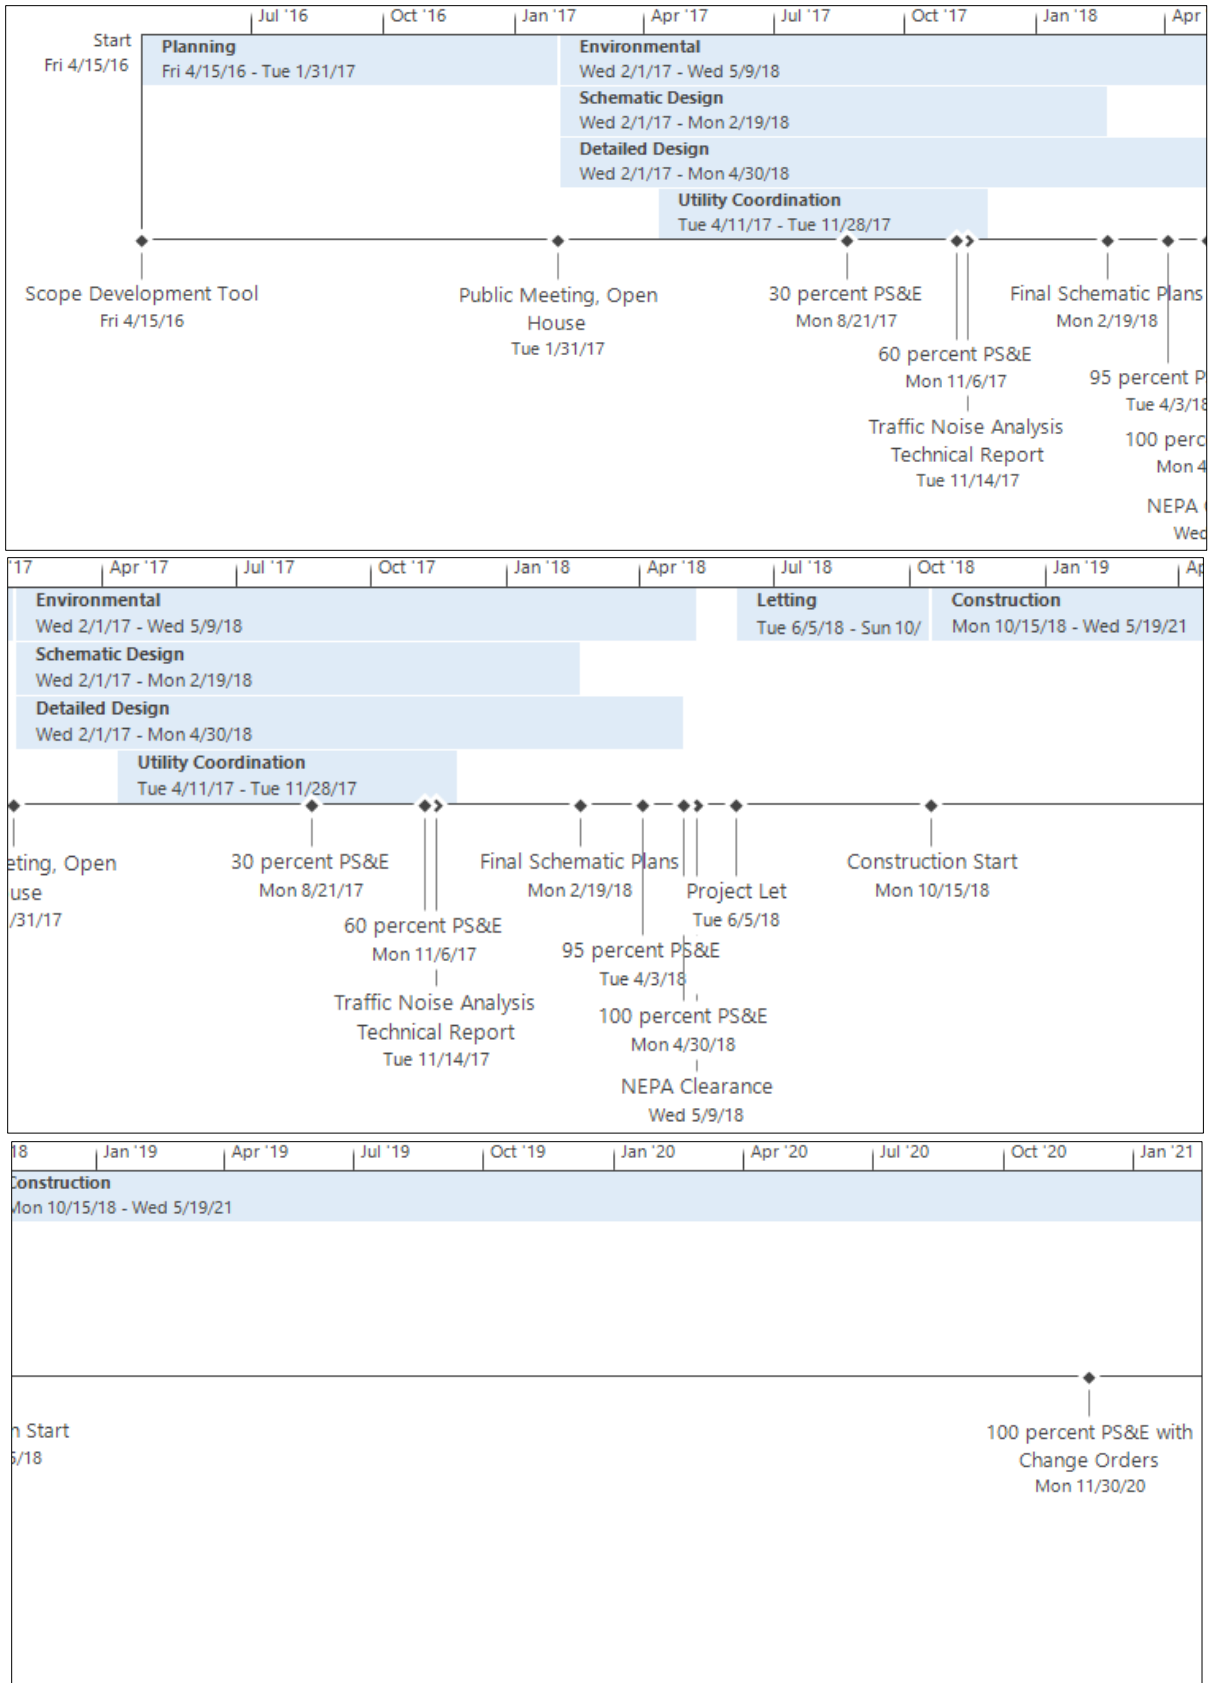 Jul '16 Oct '16 Jan '17 Apr '17 Jul '17 Oct '17 Jan '18 Apr
Start
Fri 4/15/16
Planning
Fri 4/15/16 - Tue 1/31/17
Environmental
Wed 2/1/17 - Wed 5/9/18
Schematic Design
Wed 2/1/17 - Mon 2/19/18
Detailed Design
Wed 2/1/17 - Mon 4/30/18
Utility Coordination
Tue 4/11/17 - Tue 11/28/17
Scope Development Tool
Fri 4/15/16
Public Meeting, Open
House
Tue 1/31/17
30 percent PS&E
Mon 8/21/17
Final Schematic Plans
Mon 2/19/18
60 percent PS&E
Mon 11/6/17
95 percent P
Tue 4/3/18
Traffic Noise Analysis
Technical Report
Tue 11/14/17
100 perc
Mon 4
NEPA
Wed
'17 Apr '17 Jul '17 Oct '17 Jan '18 Apr '18 Jul '18 Oct '18 Jan '19 Ap
Environmental
Wed 2/1/17 - Wed 5/9/18
Letting
Tue 6/5/18 - Sun 10/
Construction
Mon 10/15/18 - Wed 5/19/21
Schematic Design
Wed 2/1/17 - Mon 2/19/18
Detailed Design
Wed 2/1/17 - Mon 4/30/18
Utility Coordination
Tue 4/11/17 - Tue 11/28/17
eting, Open
use
/31/17
30 percent PS&E
Mon 8/21/17
Final Schematic Plans
Mon 2/19/18
Project Let
Tue 6/5/18
Construction Start
Mon 10/15/18
60 percent PS&E
Mon 11/6/17
95 percent PS&E
Tue 4/3/18
Traffic Noise Analysis
Technical Report
Tue 11/14/17
100 percent PS&E
Mon 4/30/18
NEPA Clearance
Wed 5/9/18
18 Jan '19 Apr '19 Jul '19 Oct '19 Jan '20 Apr '20 Jul '20 Oct '20 Jan '21
Construction
Mon 10/15/18 - Wed 5/19/21
n Start
5/18
100 percent PS&E with
Change Orders
Mon 11/30/20